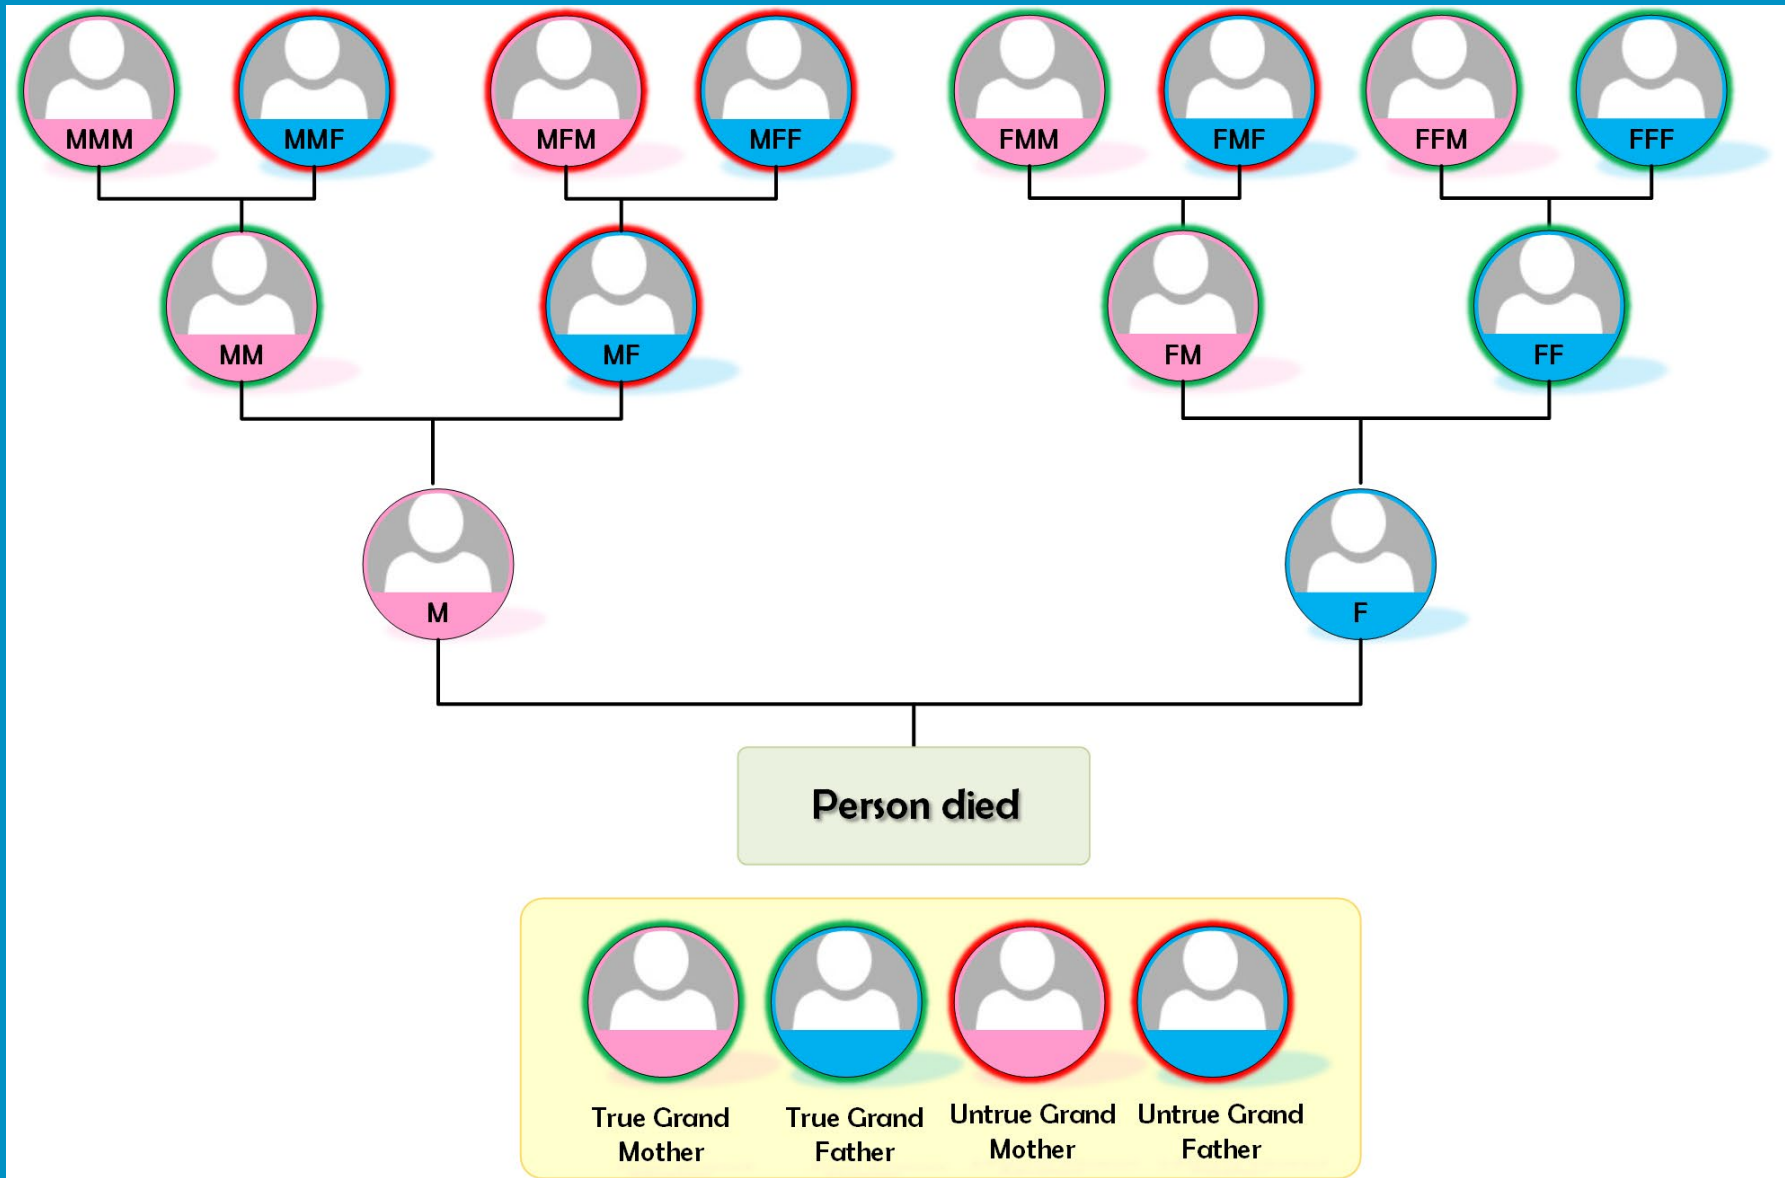 MMM MMF MFM MFF FMM FMF FFM FFF
MM MF FM FF
M F
Person died
True Grand Mother
True Grand Father
Untrue Grand Mother
Untrue Grand Father